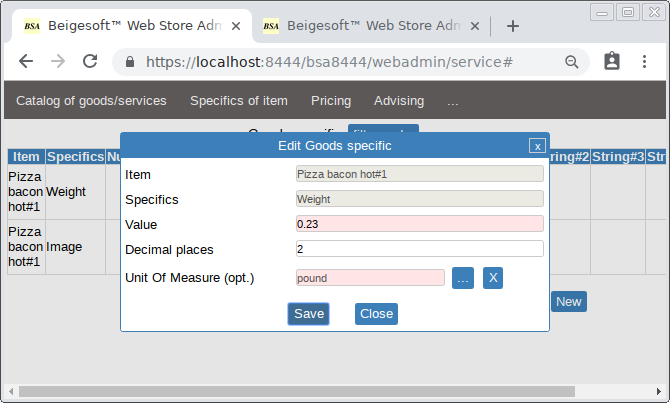 BSA Beigesoft™ Web Store Adm
BSA Beigesoft™ Web Store Adm
https://localhost:8444/bsa8444/webadmin/service#
Catalog of goods/services Specifics of item Pricing Advising ...
Edit Goods specific x
Item Specifics Nu ring#2 String#3 Str
Item Pizza bacon hot#1
Specifics Weight
Value 0.23
Decimal places 2
Unit Of Measure (opt.) pound ... X
Save Close
Pizza
bacon Weight
hot#1
Pizza
bacon Image
hot#1
New